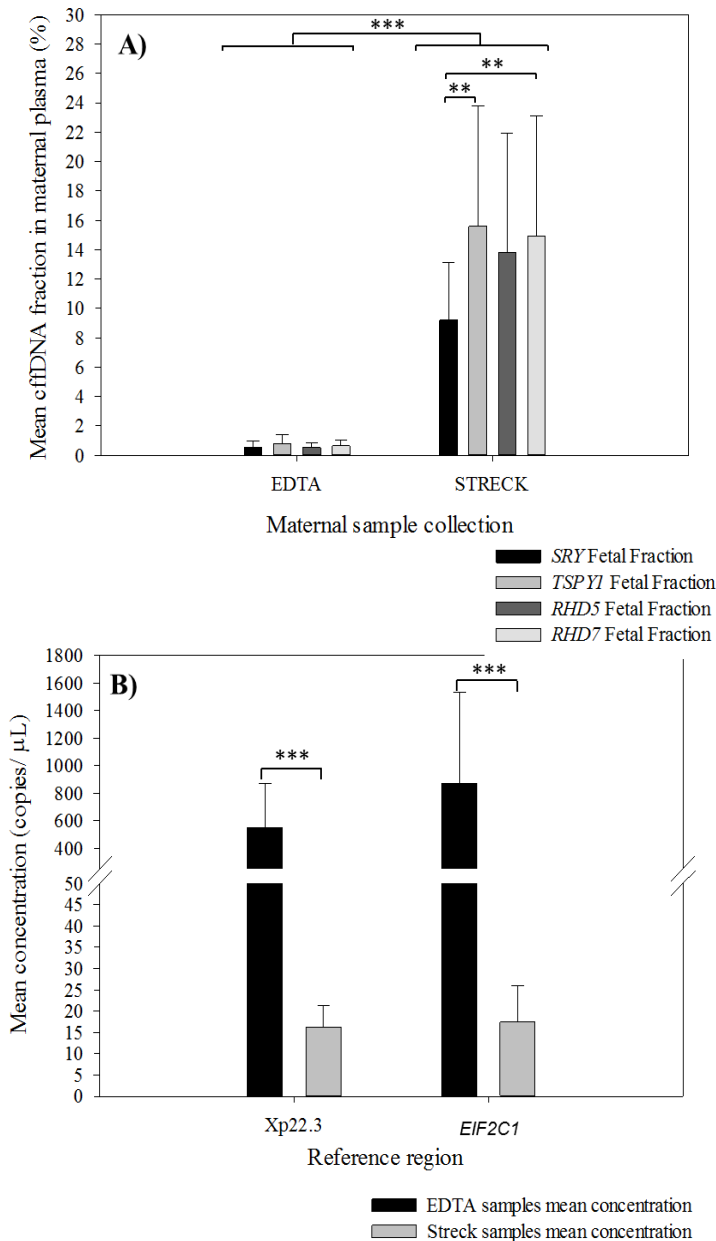 A)
Mean cffDNA fraction in maternal plasma (%)
30
28
26
24
22
20
18
16
14
12
10
8
6
4
2
0
***
**
**
EDTA
STRECK
Maternal sample collection
SRY Fetal Fraction
TSPY1 Fetal Fraction
RHD5 Fetal Fraction
RHD7 Fetal Fraction
B)
Mean concentration (copies/ µL)
1800
1600
1400
1200
1000
800
600
400
50
45
40
35
30
25
20
15
10
5
0
***
***
Xp22.3
EIF2C1
Reference region
EDTA samples mean concentration
Streck samples mean concentration